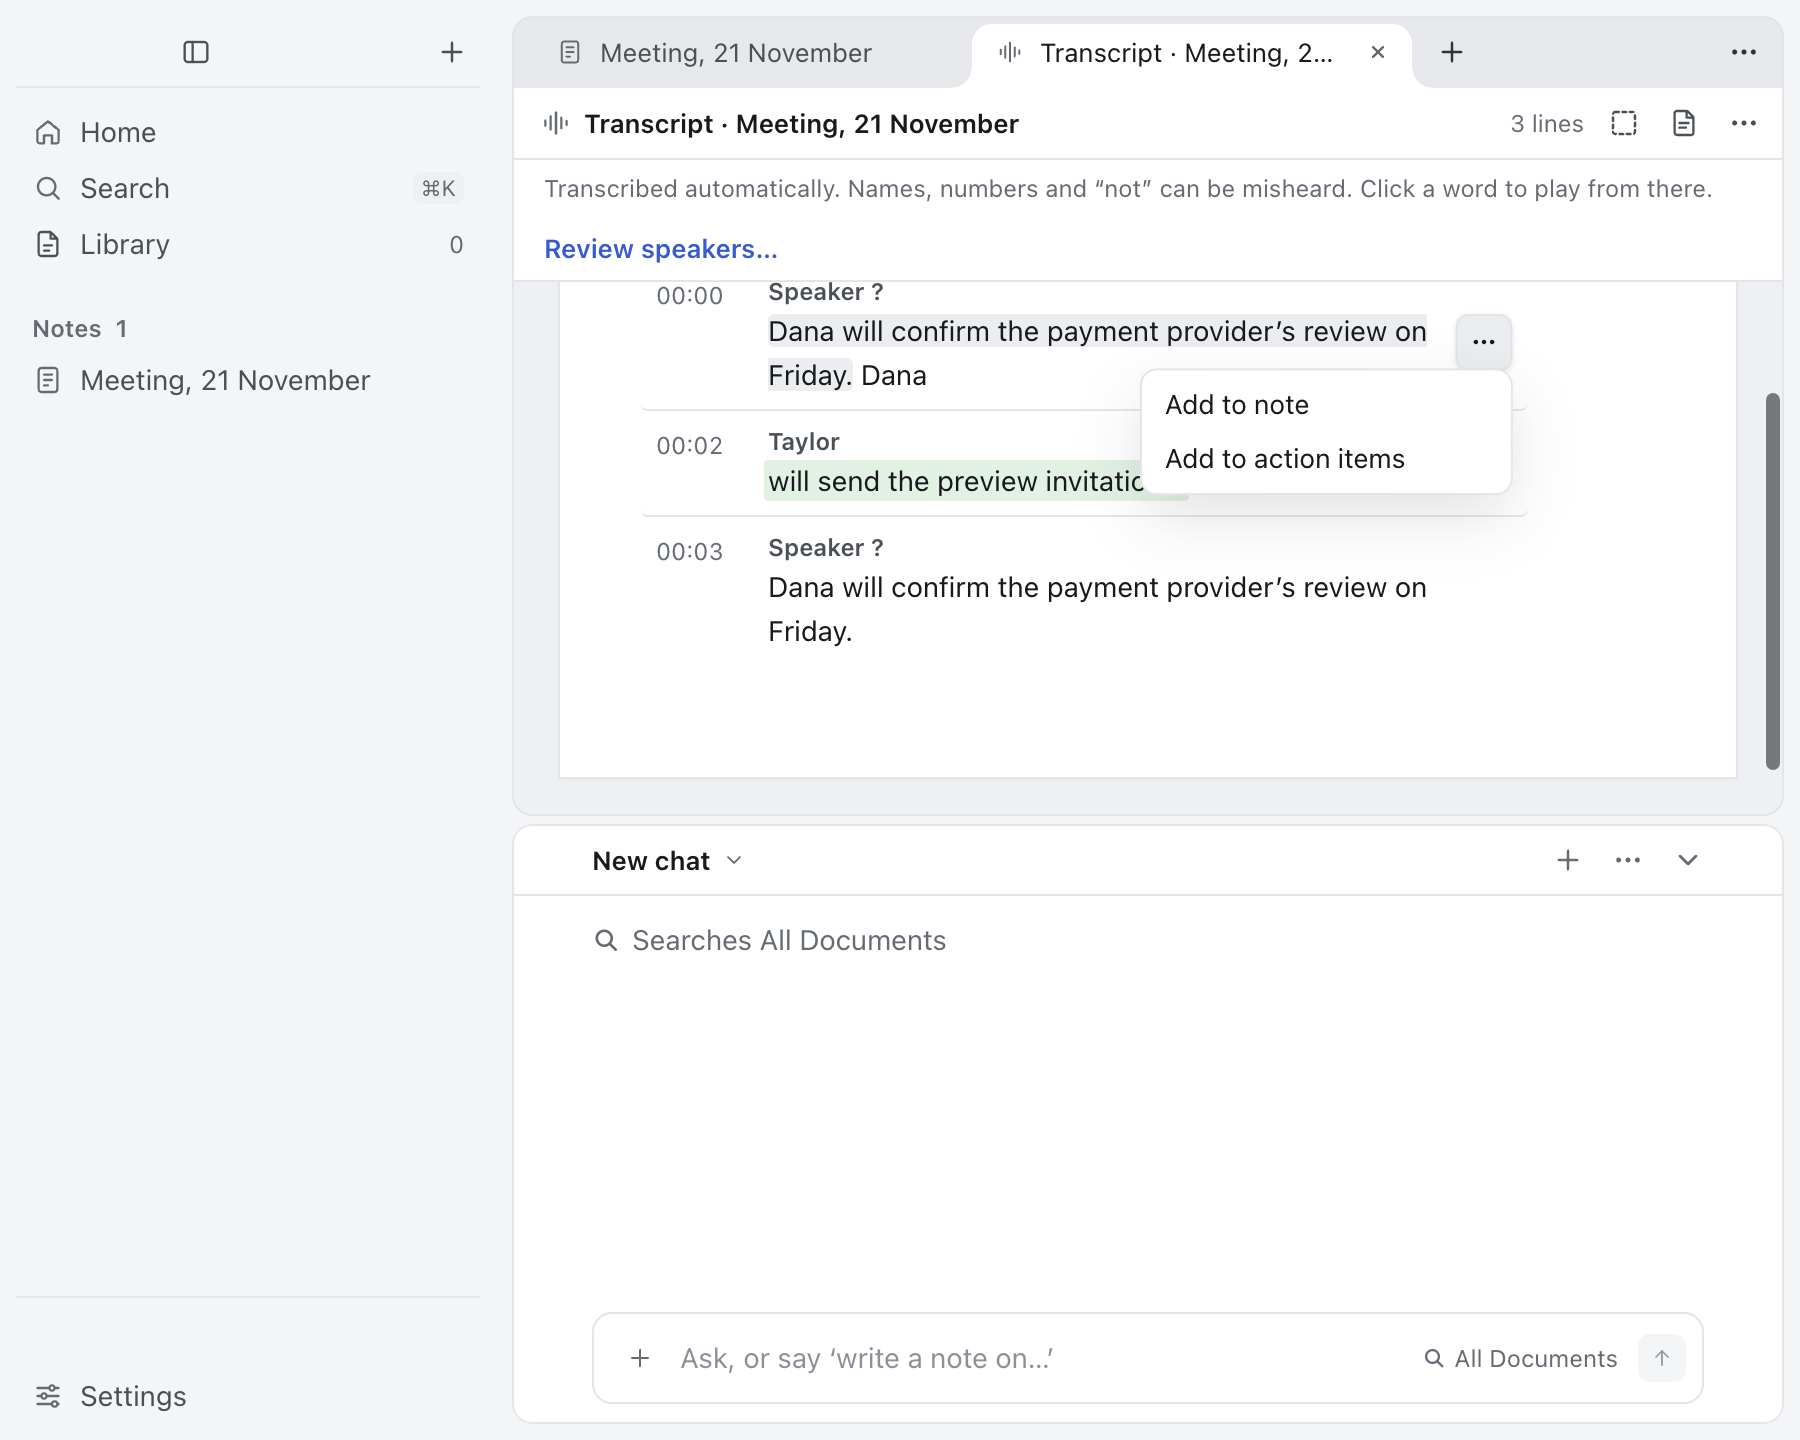 Meeting, 21 November
Transcript · Meeting, 2...
Home
Search ⌘K
Library 0
Notes 1
Meeting, 21 November
Settings
Transcript · Meeting, 21 November
3 lines
Transcribed automatically. Names, numbers and “not” can be misheard. Click a word to play from there.
Review speakers...
00:00 Speaker ?
Dana will confirm the payment provider’s review on
Friday. Dana
Add to note
Add to action items
00:02 Taylor
will send the preview
00:03 Speaker ?
Dana will confirm the payment provider’s review on
Friday.
New chat
Searches All Documents
Ask, or say ‘write a note on...’
All Documents